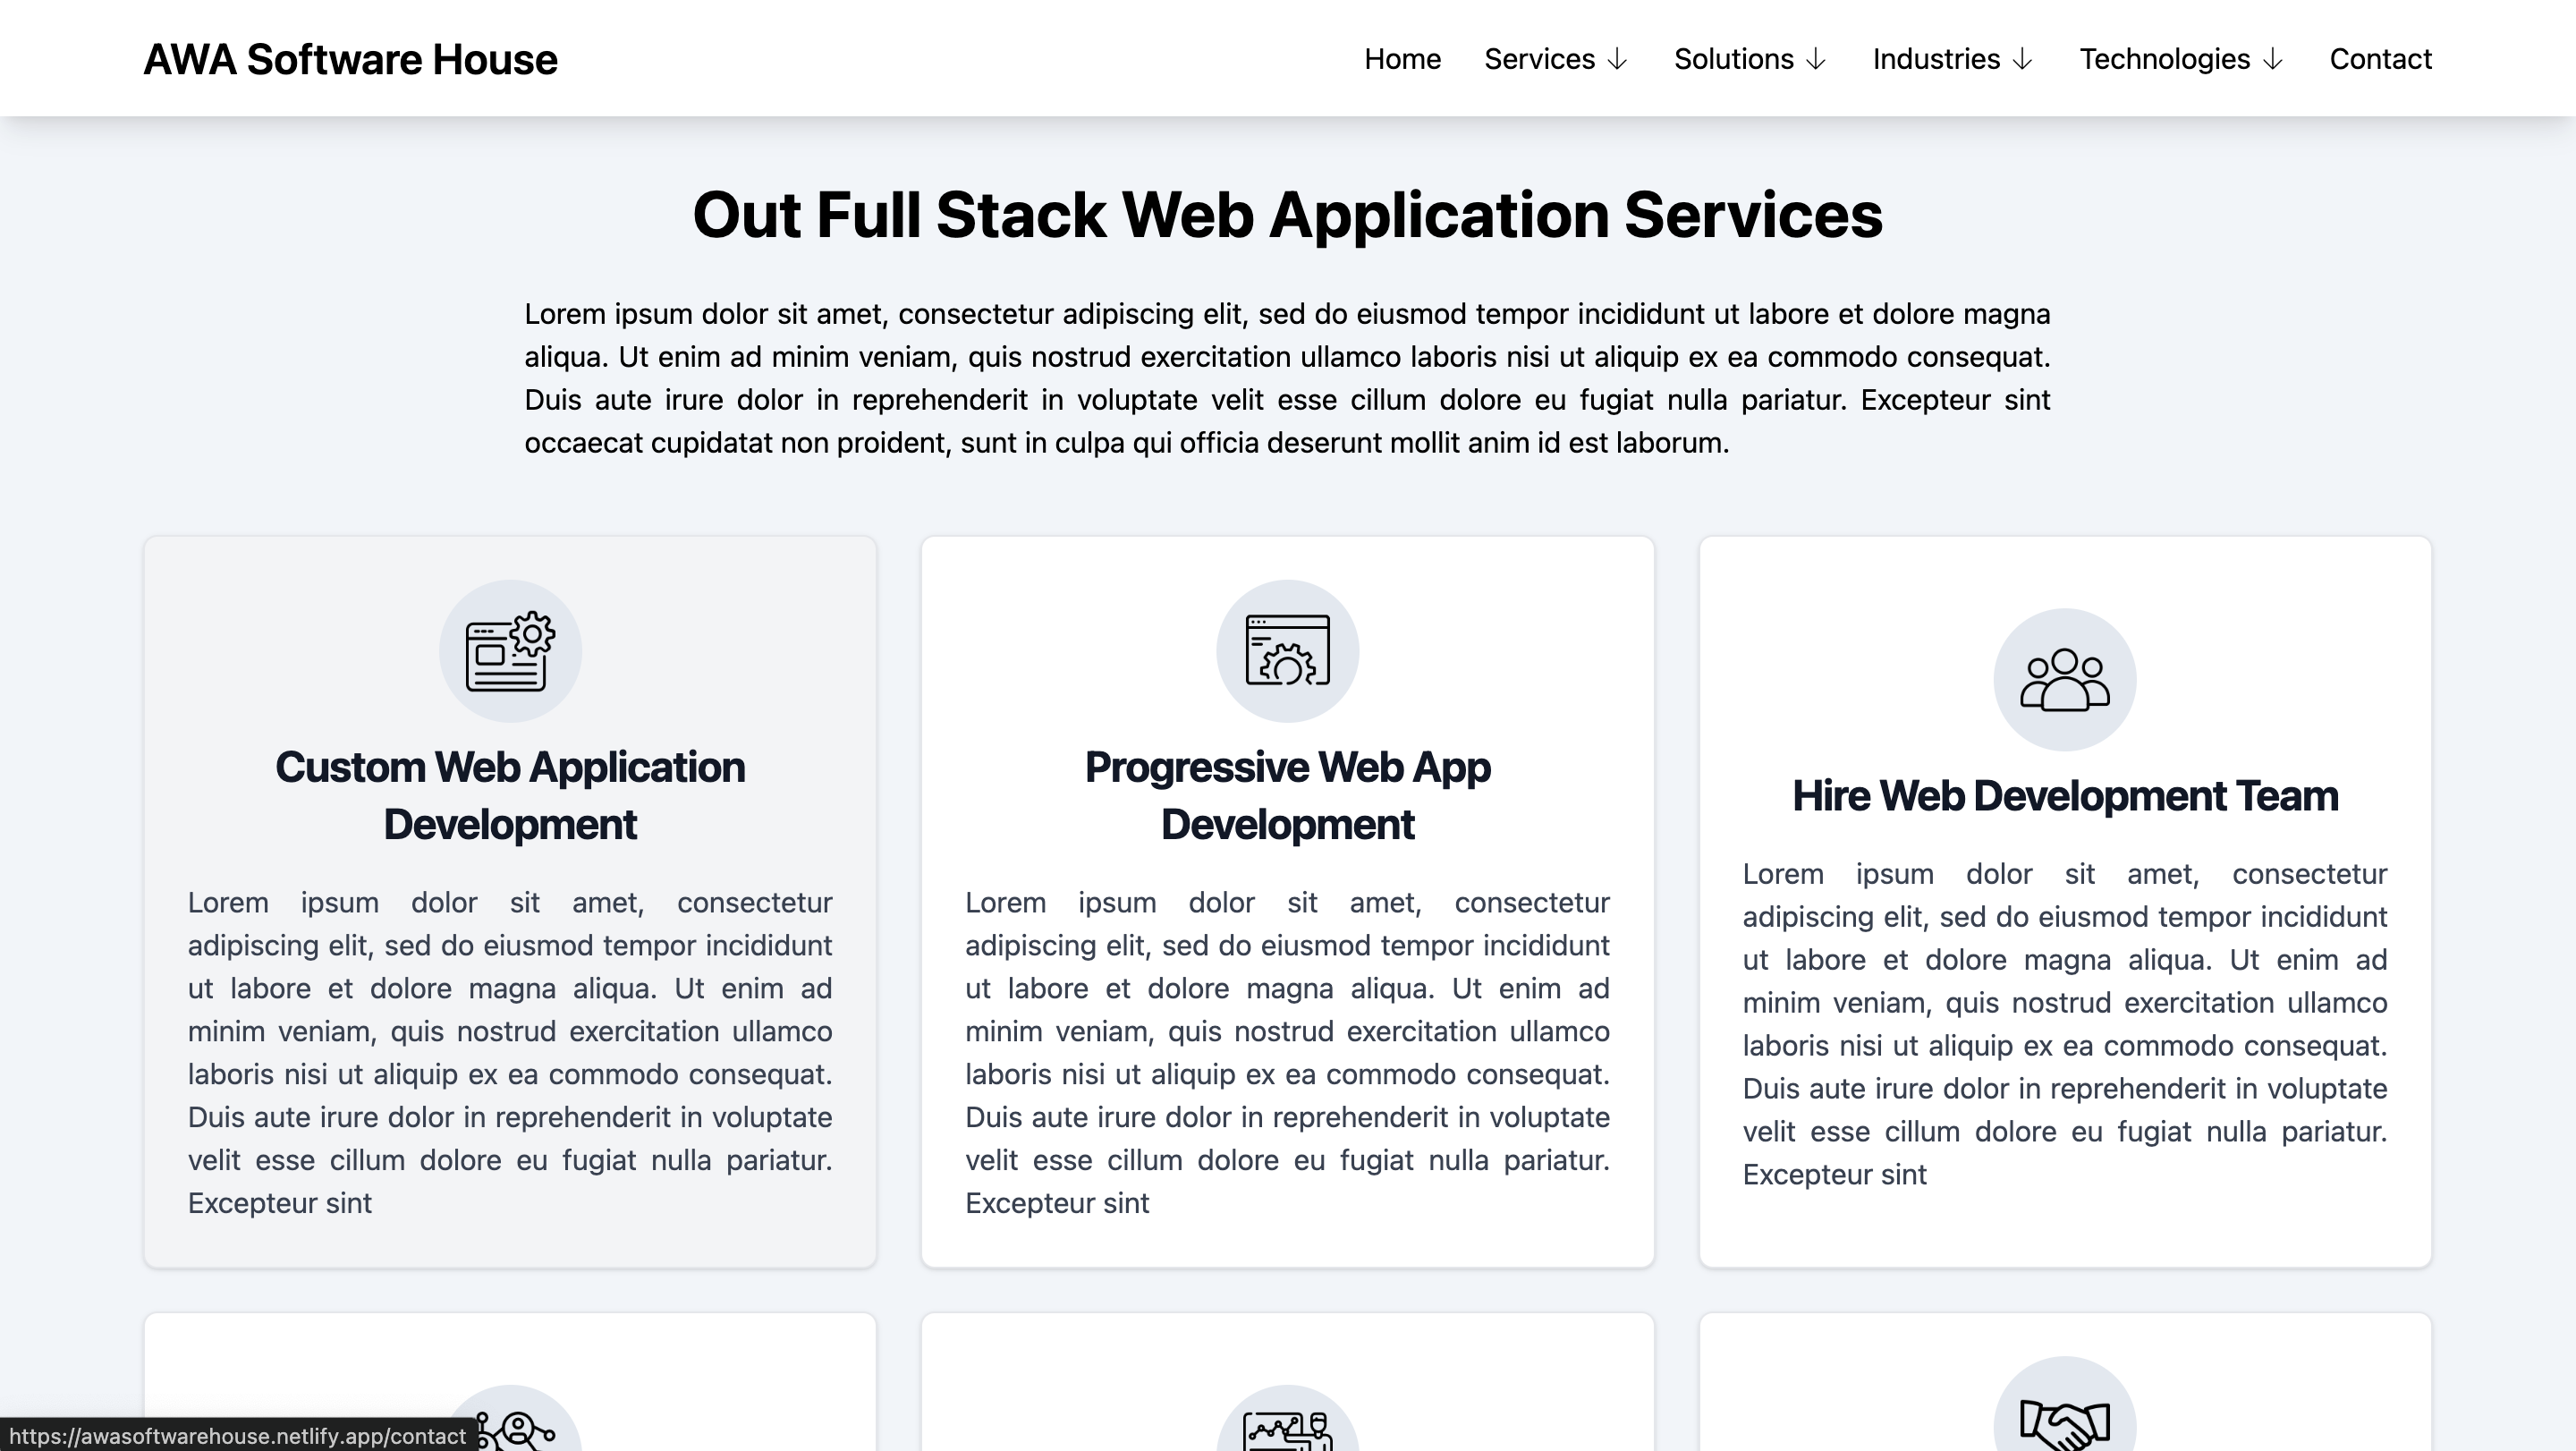 AWA Software House
Home Services ↓ Solutions ↓ Industries ↓ Technologies ↓ Contact
Out Full Stack Web Application Services
Lorem ipsum dolor sit amet, consectetur adipiscing elit, sed do eiusmod tempor incididunt ut labore et dolore magna
aliqua. Ut enim ad minim veniam, quis nostrud exercitation ullamco laboris nisi ut aliquip ex ea commodo consequat.
Duis aute irure dolor in reprehenderit in voluptate velit esse cillum dolore eu fugiat nulla pariatur. Excepteur sint
occaecat cupidatat non proident, sunt in culpa qui officia deserunt mollit anim id est laborum.
Custom Web Application
Development
Lorem ipsum dolor sit amet, consectetur
adipiscing elit, sed do eiusmod tempor incididunt
ut labore et dolore magna aliqua. Ut enim ad
minim veniam, quis nostrud exercitation ullamco
laboris nisi ut aliquip ex ea commodo consequat.
Duis aute irure dolor in reprehenderit in voluptate
velit esse cillum dolore eu fugiat nulla pariatur.
Excepteur sint
Progressive Web App
Development
Lorem ipsum dolor sit amet, consectetur
adipiscing elit, sed do eiusmod tempor incididunt
ut labore et dolore magna aliqua. Ut enim ad
minim veniam, quis nostrud exercitation ullamco
laboris nisi ut aliquip ex ea commodo consequat.
Duis aute irure dolor in reprehenderit in voluptate
velit esse cillum dolore eu fugiat nulla pariatur.
Excepteur sint
Hire Web Development Team
Lorem ipsum dolor sit amet, consectetur
adipiscing elit, sed do eiusmod tempor incididunt
ut labore et dolore magna aliqua. Ut enim ad
minim veniam, quis nostrud exercitation ullamco
laboris nisi ut aliquip ex ea commodo consequat.
Duis aute irure dolor in reprehenderit in voluptate
velit esse cillum dolore eu fugiat nulla pariatur.
Excepteur sint
https://awasoftwarehouse.netlify.app/contact